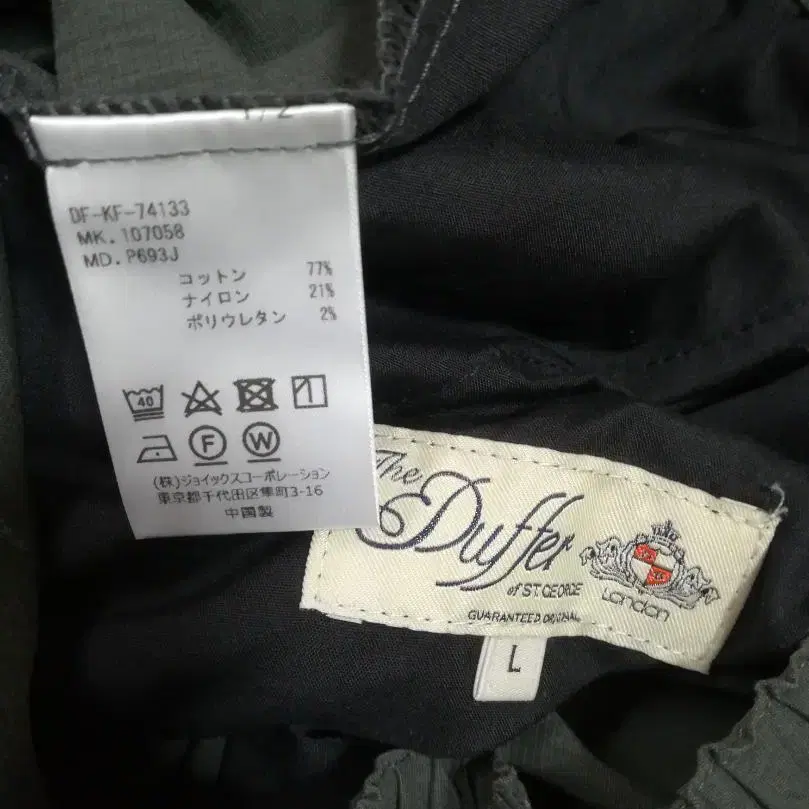 1/2
DF-KF-74133
MK. 107058
MD. P693J
コットン 77%
ナイロン 21%
ポリウレタン 2%
40
F W
(株)ジョイックスコーポレーション
東京都千代田区隼町3-16
中国製
The
Duffer
of ST. GEORGE
London
GUARANTEED ORIGINAL
L